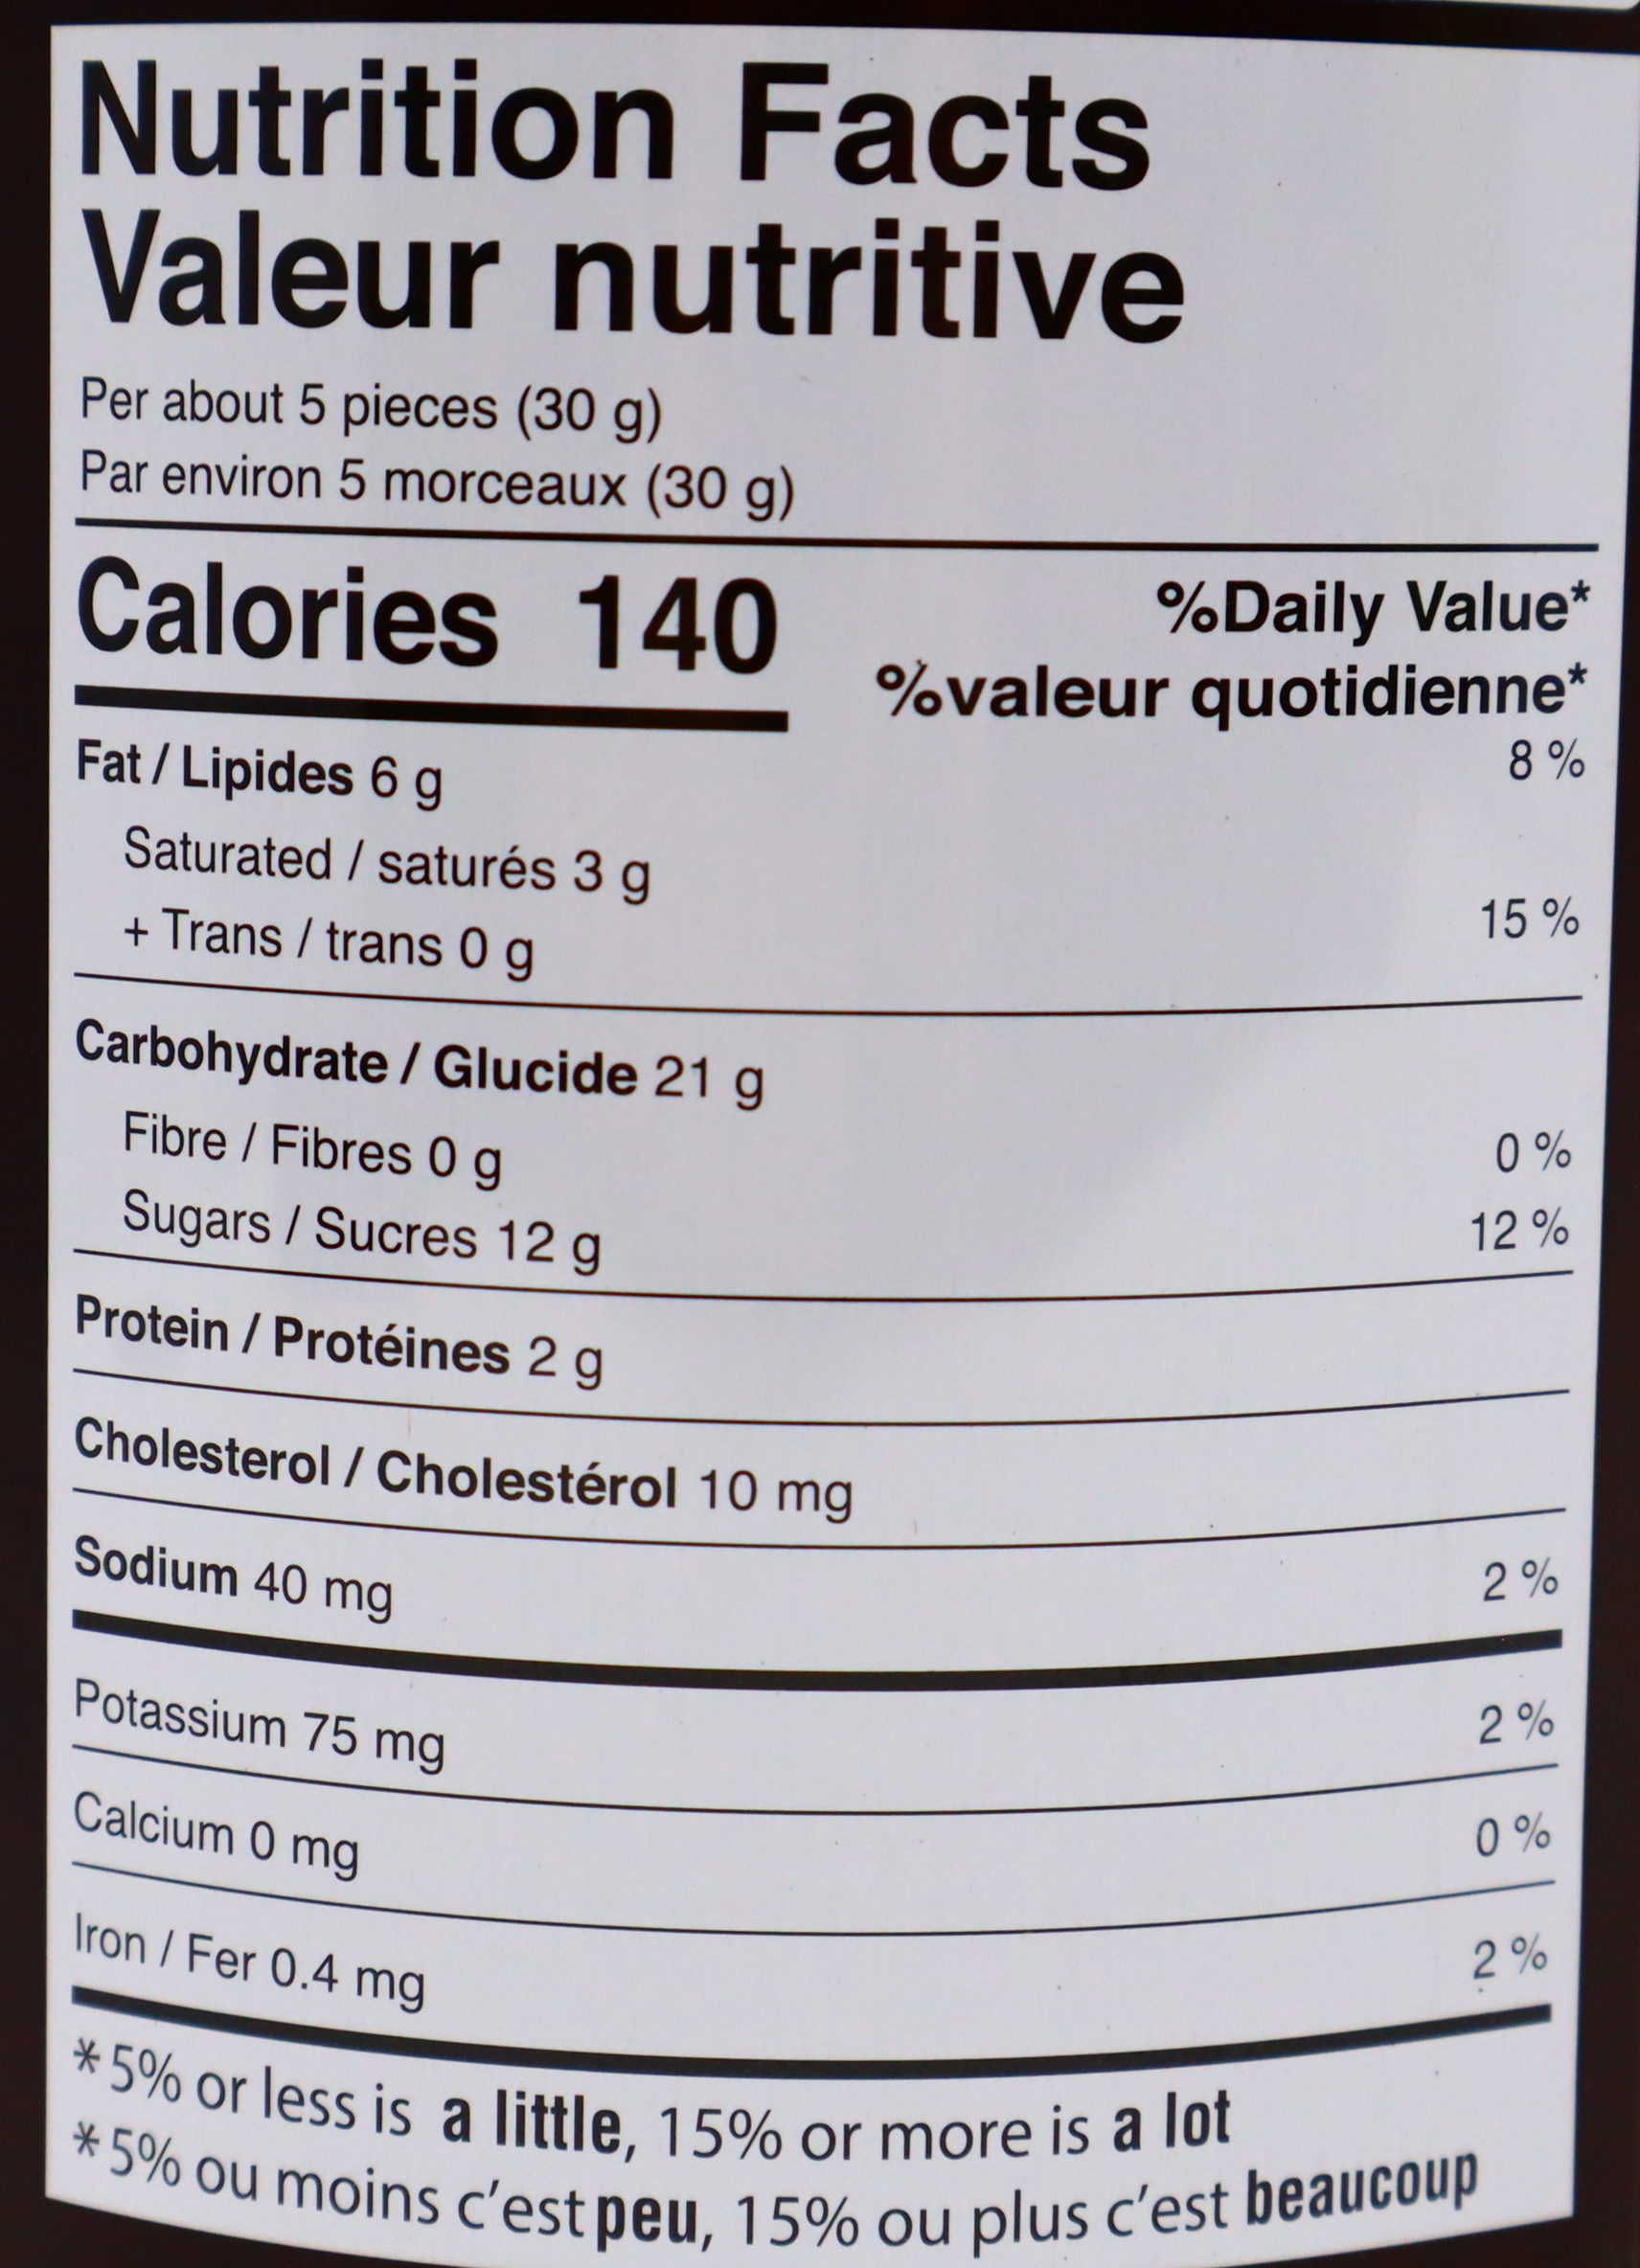 Nutrition Facts
Valeur nutritive
Per about 5 pieces (30 g)
Par environ 5 morceaux (30 g)
Calories 140
%Daily Value*
%valeur quotidienne*
Fat / Lipides 6 g 8 %
Saturated / saturés 3 g
+ Trans / trans 0 g 15 %
Carbohydrate / Glucide 21 g
Fibre / Fibres 0 g 0 %
Sugars / Sucres 12 g 12 %
Protein / Protéines 2 g
Cholesterol / Cholestérol 10 mg
Sodium 40 mg 2 %
Potassium 75 mg 2 %
Calcium 0 mg 0 %
Iron / Fer 0.4 mg 2 %
*5% or less is a little, 15% or more is a lot
*5% ou moins c'est peu, 15% ou plus c'est beaucoup